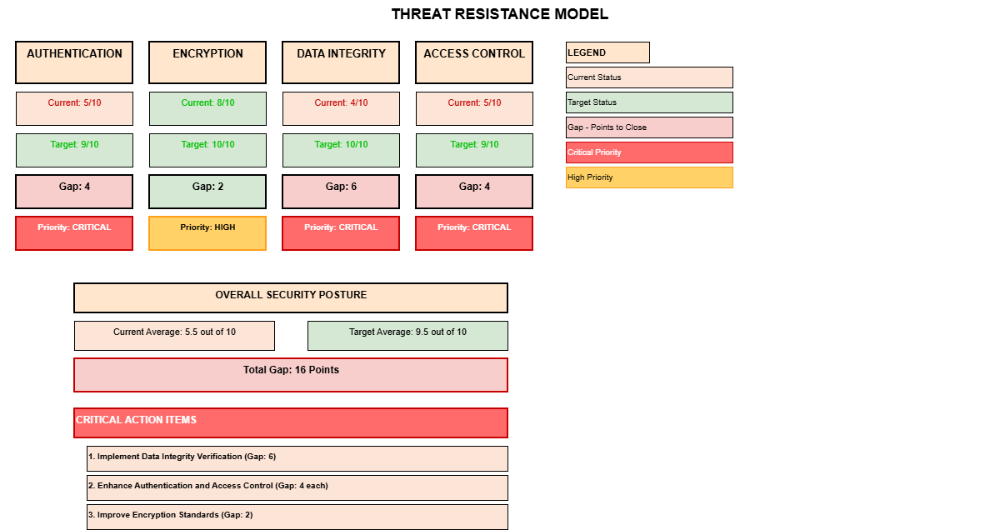 THREAT RESISTANCE MODEL
AUTHENTICATION
ENCRYPTION
DATA INTEGRITY
ACCESS CONTROL
Current: 5/10
Current: 8/10
Current: 4/10
Current: 5/10
Target: 9/10
Target: 10/10
Target: 10/10
Target: 9/10
Gap: 4
Gap: 2
Gap: 6
Gap: 4
Priority: CRITICAL
Priority: HIGH
Priority: CRITICAL
Priority: CRITICAL
LEGEND
Current Status
Target Status
Gap - Points to Close
Critical Priority
High Priority
OVERALL SECURITY POSTURE
Current Average: 5.5 out of 10
Target Average: 9.5 out of 10
Total Gap: 16 Points
CRITICAL ACTION ITEMS
1. Implement Data Integrity Verification (Gap: 6)
2. Enhance Authentication and Access Control (Gap: 4 each)
3. Improve Encryption Standards (Gap: 2)